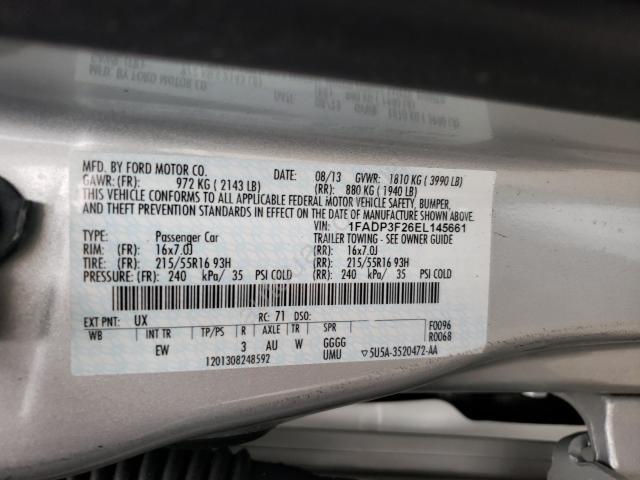 MFD. BY FORD MOTOR CO. DATE: 08/13 GVWR: 1810 KG ( 3990 LB)
GAWR: (FR): 972 KG ( 2143 LB) (RR): 880 KG ( 1940 LB)
THIS VEHICLE CONFORMS TO ALL APPLICABLE FEDERAL MOTOR VEHICLE SAFETY, BUMPER,
AND THEFT PREVENTION STANDARDS IN EFFECT ON THE DATE OF MANUFACTURE SHOWN ABOVE.
VIN: 1FADP3F26EL145661
TYPE: Passenger Car TRAILER TOWING - SEE OWNER GUIDE
RIM: 16x7.0J (RR): 16x7.0J
TIRE: 215/55R16 93H (RR): 215/55R16 93H
PRESSURE: (FR) 240 kPa/ 35 PSI COLD (RR): 240 kPa/ 35 PSI COLD
EXT PNT: UX RC: 71 DSO: F0096
WB INT TR TP/PS R AXLE TR SPR R0068
EW 3 AU W GGGG
UMU
1201308248592 5U5A-3520472-AA